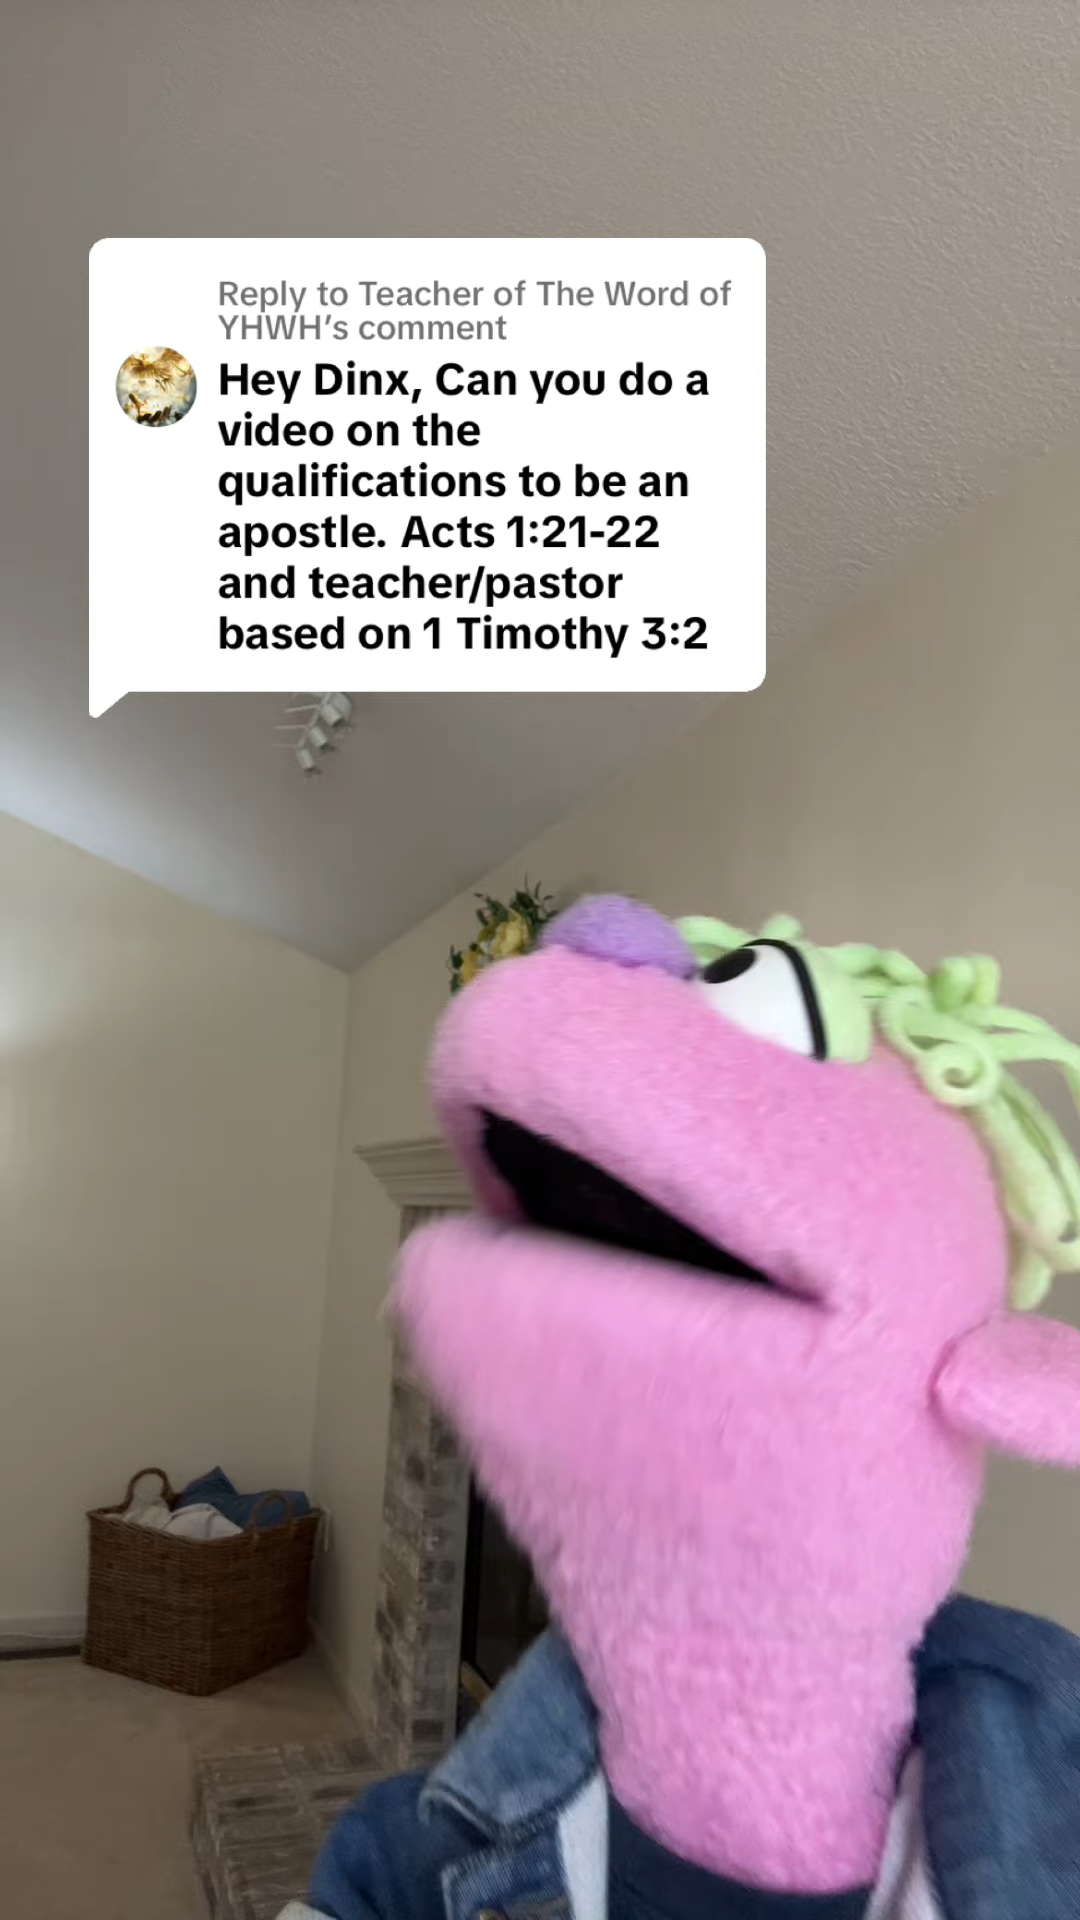 Reply to Teacher of The Word of
YHWH's comment
Hey Dinx, Can you do a
video on the
qualifications to be an
apostle. Acts 1:21-22
and teacher/pastor
based on 1 Timothy 3:2